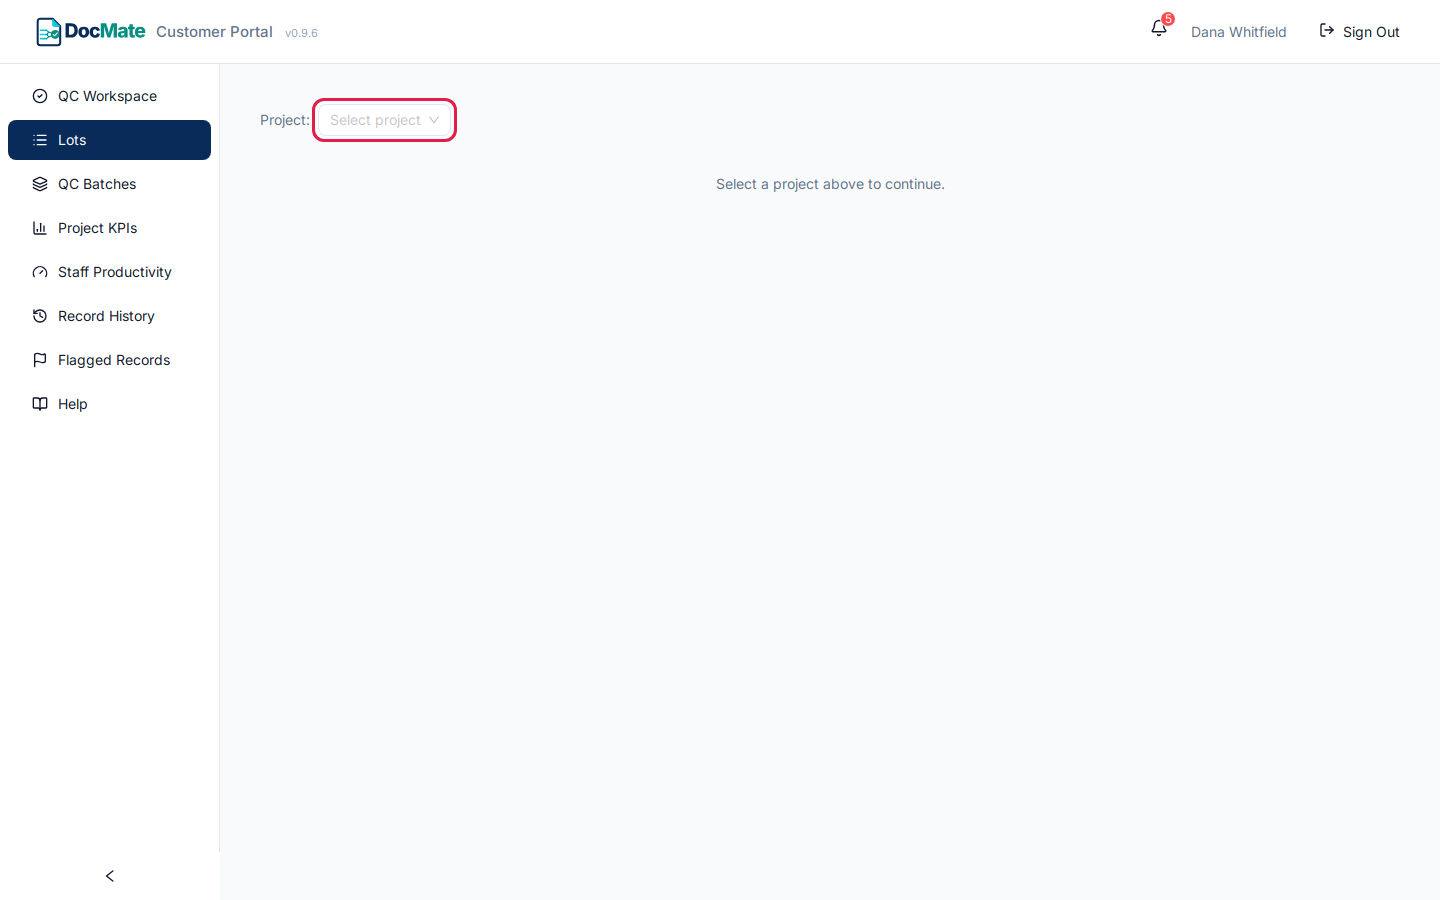 DocMate Customer Portal v0.9.6
5
Dana Whitfield
Sign Out
QC Workspace
Lots
QC Batches
Project KPIs
Staff Productivity
Record History
Flagged Records
Help
Project: Select project
Select a project above to continue.